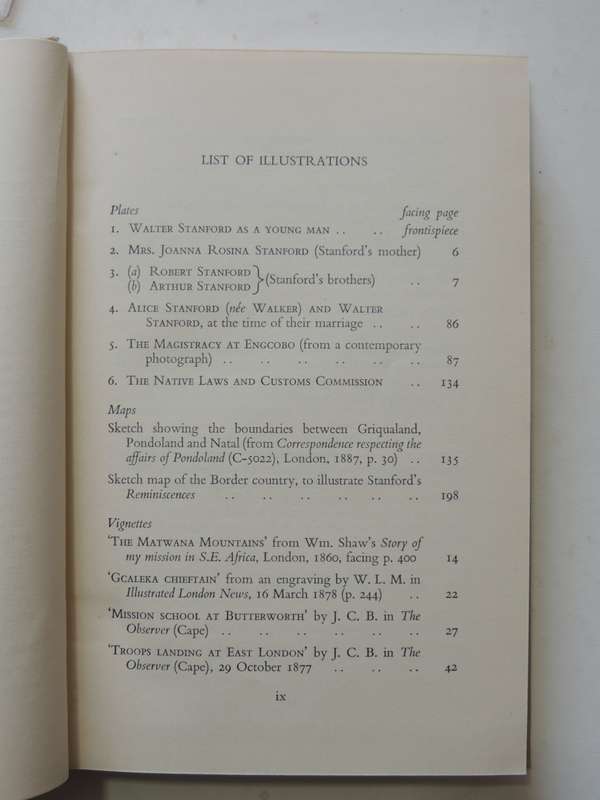 LIST OF ILLUSTRATIONS
Plates facing page
1. WALTER STANFORD AS A YOUNG MAN . . . . frontispiece
2. MRS. JOANNA ROSINA STANFORD (Stanford's mother) 6
3. (a) ROBERT STANFORD
(b) ARTHUR STANFORD } (Stanford's brothers) . . 7
4. ALICE STANFORD (née WALKER) AND WALTER
STANFORD, at the time of their marriage . . . . 86
5. THE MAGISTRACY AT ENGCOBO (from a contemporary
photograph) . . . . . . . . . . . . 87
6. THE NATIVE LAWS AND CUSTOMS COMMISSION . . 134
Maps
Sketch showing the boundaries between Griqualand,
Pondoland and Natal (from Correspondence respecting the
affairs of Pondoland (C-5022), London, 1887, p. 30) . . 135
Sketch map of the Border country, to illustrate Stanford's
Reminiscences . . . . . . . . . . . . 198
Vignettes
'THE MATWANA MOUNTAINS' from Wm. Shaw's Story of
my mission in S.E. Africa, London, 1860, facing p. 400 14
'GCALEKA CHIEFTAIN' from an engraving by W. L. M. in
Illustrated London News, 16 March 1878 (p. 244) . . 22
'MISSION SCHOOL AT BUTTERWORTH' by J. C. B. in The
Observer (Cape) . . . . . . . . . . . . 27
'TROOPS LANDING AT EAST LONDON' by J. C. B. in The
Observer (Cape), 29 October 1877 . . . . . . 42
ix